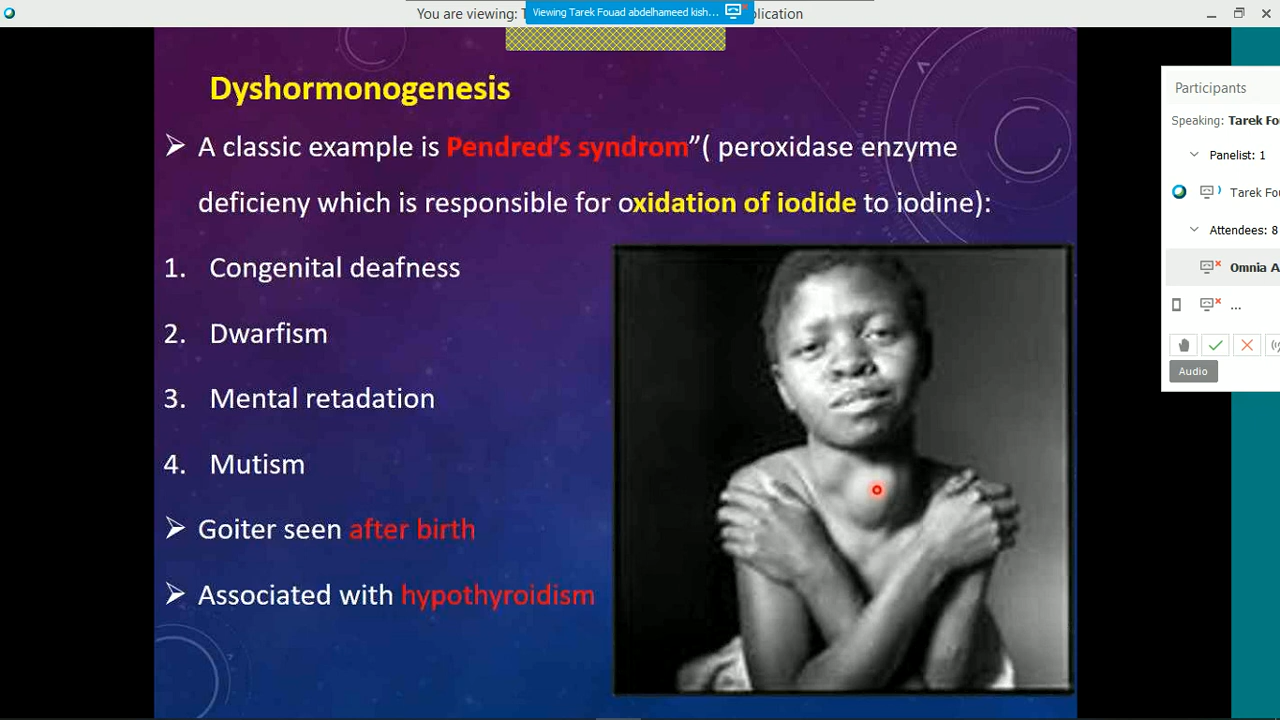 You are viewing: T
Viewing Tarek Fouad abdelhameed kish...
lication
Dyshormonogenesis
A classic example is Pendred's syndrom"( peroxidase enzyme
deficieny which is responsible for oxidation of iodide to iodine):
1. Congenital deafness
2. Dwarfism
3. Mental retadation
4. Mutism
Goiter seen after birth
Associated with hypothyroidism
Participants
Speaking: Tarek Fo
Panelist: 1
Tarek Fo
Attendees: 8
Omnia A
...
Audio